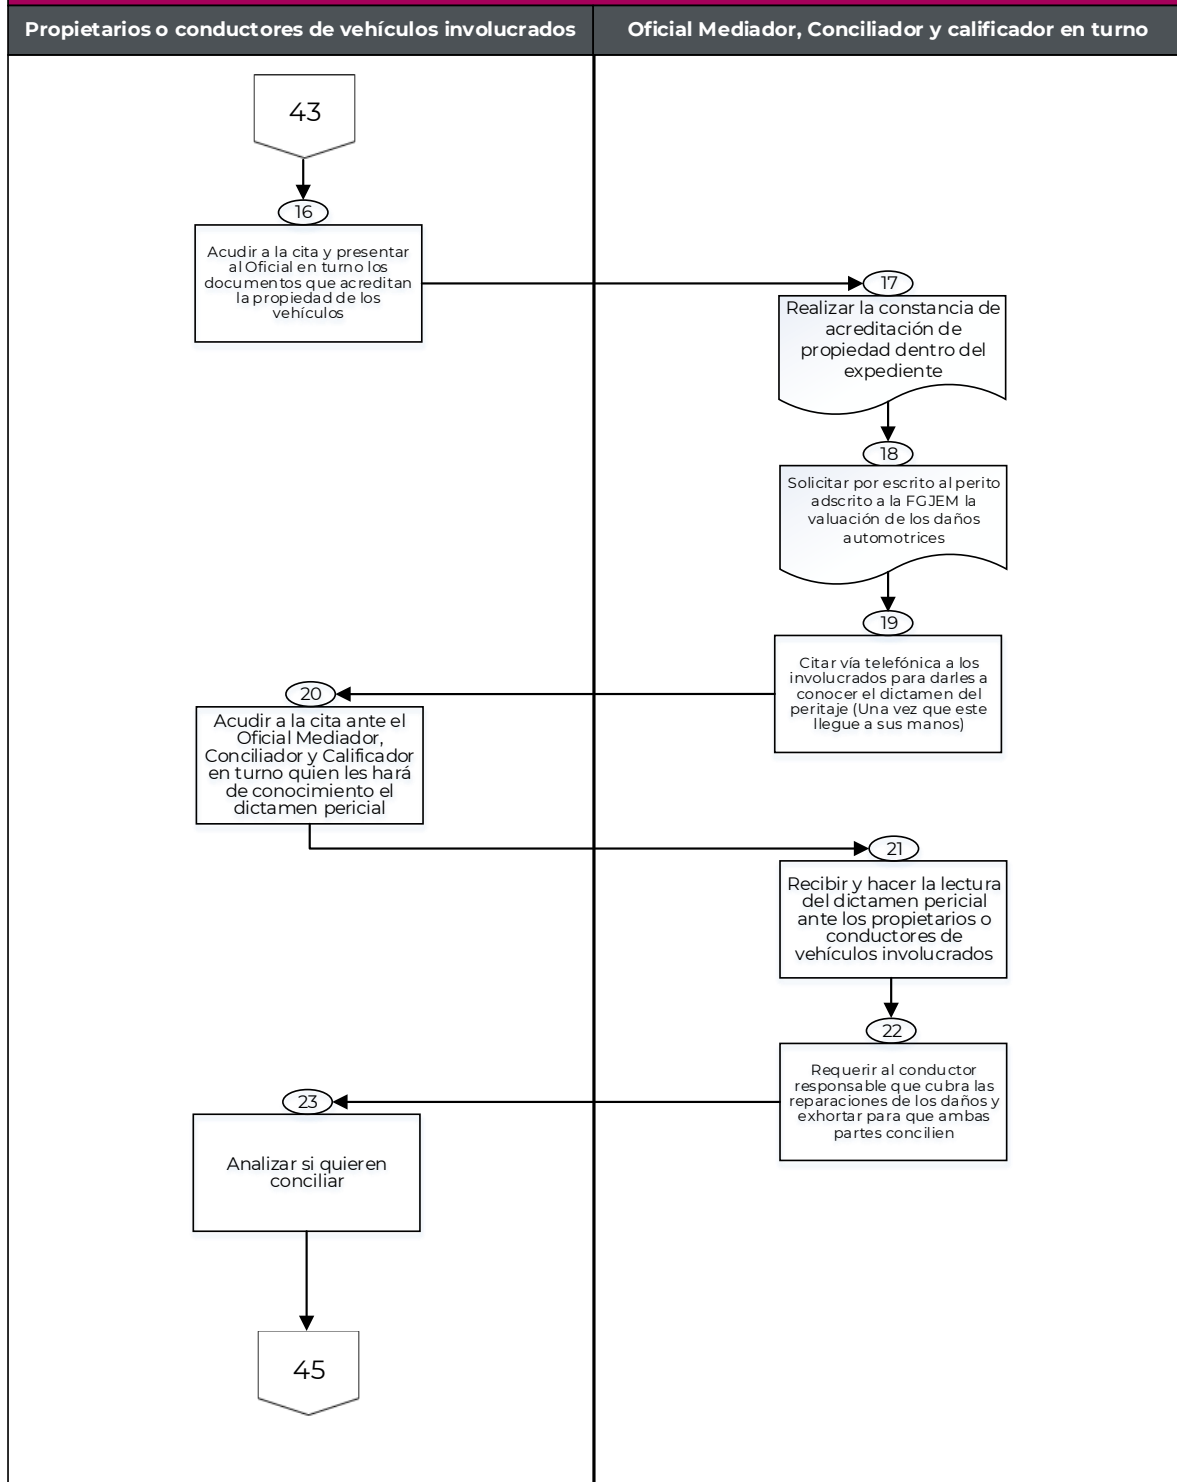 Propietarios o conductores de vehículos involucrados
Oficial Mediador, Conciliador y calificador en turno
43
16
Acudir a la cita y presentar
al Oficial en turno los
documentos que acreditan
la propiedad de los
vehículos
17
Realizar la constancia de
acreditación de
propiedad dentro del
expediente
18
Solicitar por escrito al perito
adscrito a la FGJEM la
valuación de los daños
automotrices
19
Citar vía telefónica a los
involucrados para darles a
conocer el dictamen del
peritaje (Una vez que este
llegue a sus manos)
20
Acudir a la cita ante el
Oficial Mediador,
Conciliador y Calificador
en turno quien les hará
de conocimiento el
dictamen pericial
21
Recibir y hacer la lectura
del dictamen pericial
ante los propietarios o
conductores de
vehículos involucrados
22
Requerir al conductor
responsable que cubra las
reparaciones de los daños y
exhortar para que ambas
partes concilien
23
Analizar si quieren
conciliar
45